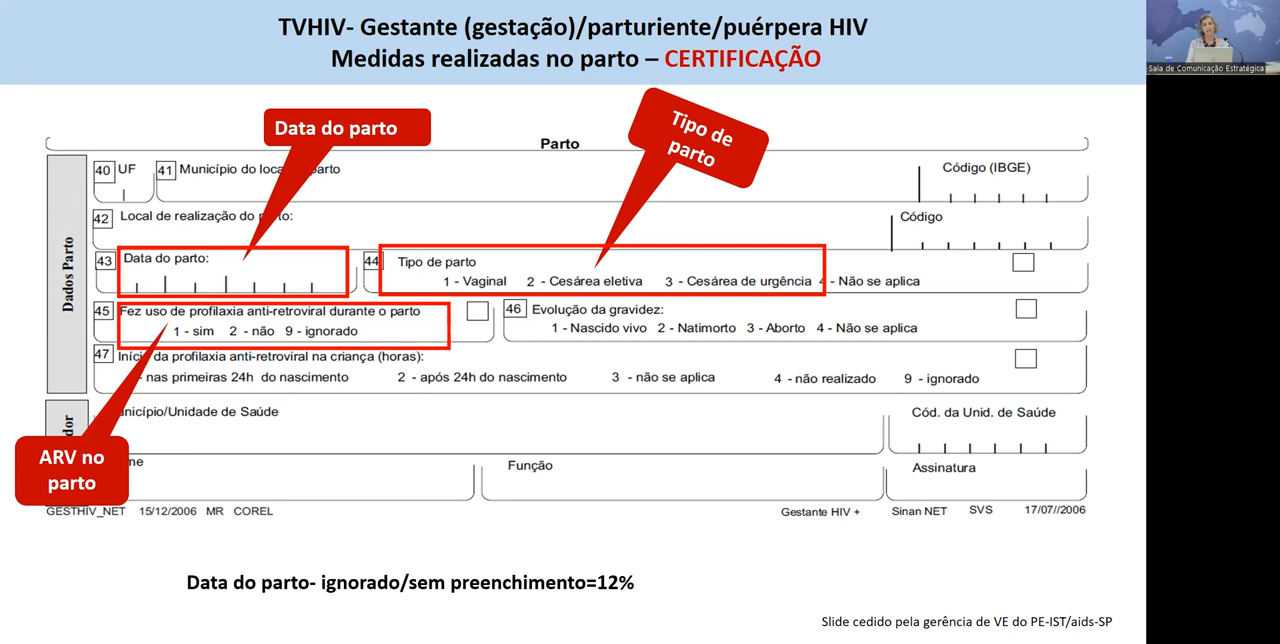 TVHIV- Gestante (gestação)/parturiente/puérpera HIV
Medidas realizadas no parto – CERTIFICAÇÃO
Sala de Comunicação Estratégica
Data do parto
Tipo de
parto
Parto
Dados Parto
40 UF 41 Município do loca parto Código (IBGE)
42 Local de realização do p to: Código
43 Data do parto: 44 Tipo de parto
1 - Vaginal 2 - Cesárea eletiva 3 - Cesárea de urgência 4 - Não se aplica
45 Fez uso de profilaxia anti-retroviral durante o parto 46 Evolução da gravidez:
1 - sim 2 - não 9 - ignorado 1 - Nascido vivo 2 - Natimorto 3 - Aborto 4 - Não se aplica
47 Iníci da profilaxia anti-retroviral na criança (horas):
- nas primeiras 24h do nascimento 2 - após 24h do nascimento 3 - não se aplica 4 - não realizado 9 - ignorado
dor
nicípio/Unidade de Saúde Cód. da Unid. de Saúde
ARV no
parto
me Função Assinatura
GESTHIV_NET 15/12/2006 MR COREL Gestante HIV + Sinan NET SVS 17/07//2006
Data do parto- ignorado/sem preenchimento=12%
Slide cedido pela gerência de VE do PE-IST/aids-SP